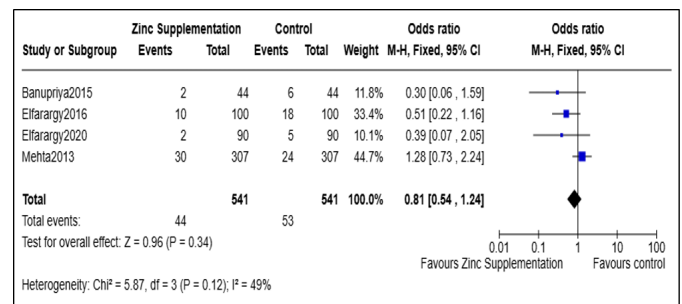 Zinc Supplementation Control Odds ratio Odds ratio
Study or Subgroup Events Total Events Total Weight M-H, Fixed, 95% CI M-H, Fixed, 95% CI
Banupriya2015 2 44 6 44 11.8% 0.30 [0.06 , 1.59]
Elfarargy2016 10 100 18 100 33.4% 0.51 [0.22 , 1.16]
Elfarargy2020 2 90 5 90 10.1% 0.39 [0.07 , 2.05]
Mehta2013 30 307 24 307 44.7% 1.28 [0.73 , 2.24]
Total 541 541 100.0% 0.81 [0.54 , 1.24]
Total events: 44 53
Test for overall effect: Z = 0.96 (P = 0.34)
0.01 0.1 1 10 100
Favours Zinc Supplementation Favours control
Heterogeneity: Chi² = 5.87, df = 3 (P = 0.12); I² = 49%